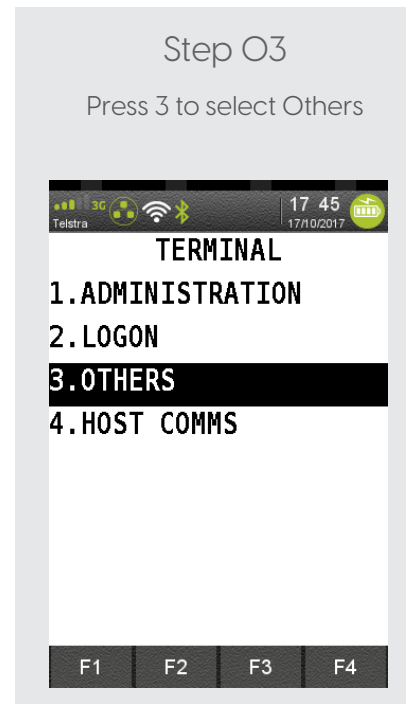 Step 03
Press 3 to select Others
3G
Telstra
17 45
17/10/2017
TERMINAL
1.ADMINISTRATION
2.LOGON
3.OTHERS
4.HOST COMMS
F1 F2 F3 F4